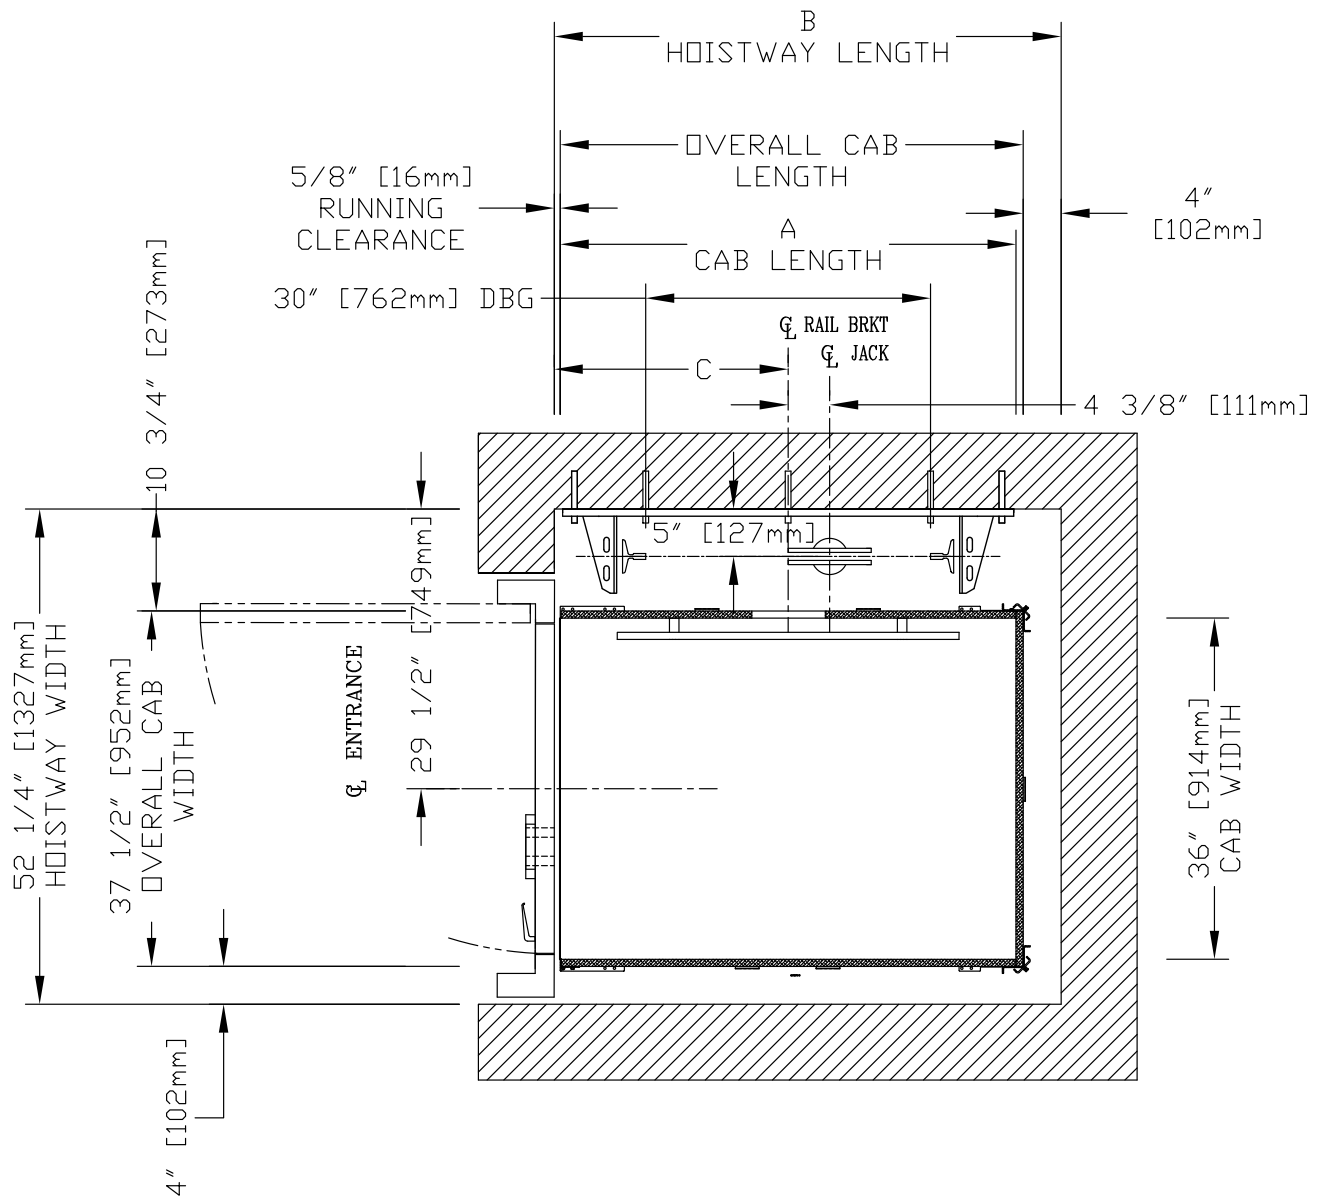 B
HOISTWAY LENGTH
OVERALL CAB
LENGTH
5/8" [16mm]
RUNNING
CLEARANCE
4"
[102mm]
A
CAB LENGTH
30" [762mm] DBG
℄ RAIL BRKT
℄ JACK
C
4 3/8" [111mm]
10 3/4" [273mm]
5" [127mm]
29 1/2" [749mm]
℄ ENTRANCE
52 1/4" [1327mm]
HOISTWAY WIDTH
37 1/2" [952mm]
OVERALL CAB
WIDTH
36" [914mm]
CAB WIDTH
4" [102mm]